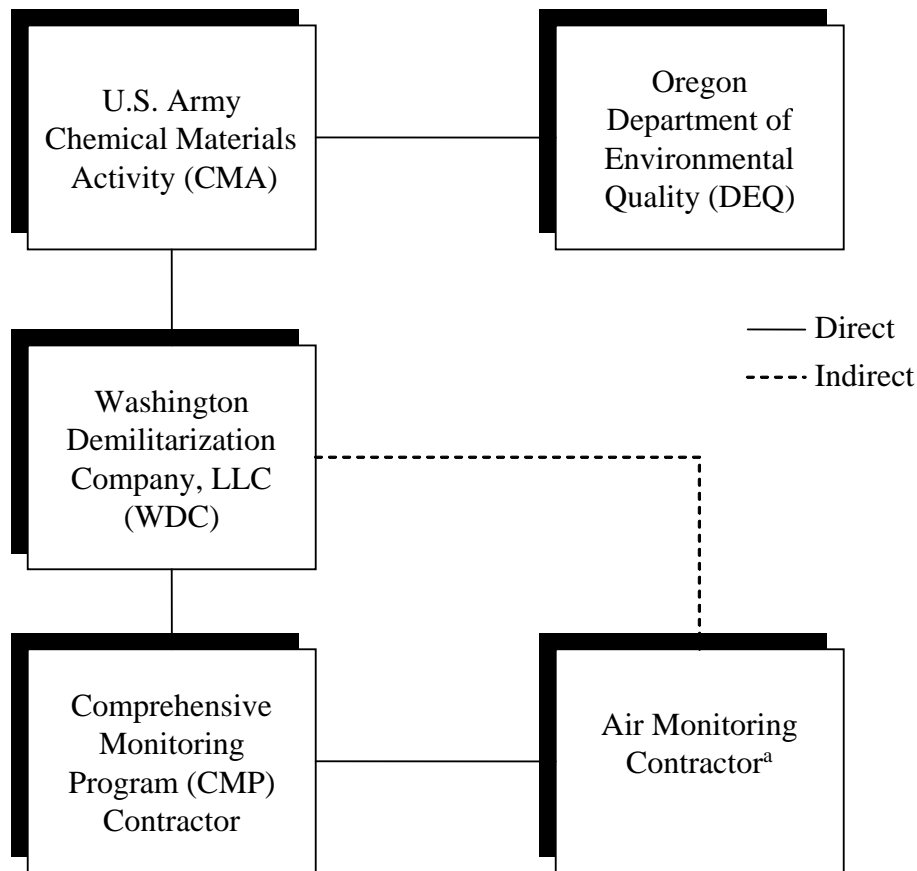 U.S. Army
Chemical Materials
Activity (CMA)
Oregon
Department of
Environmental
Quality (DEQ)
Direct
Indirect
Washington
Demilitarization
Company, LLC
(WDC)
Comprehensive
Monitoring
Program (CMP)
Contractor
Air Monitoring
Contractorᵃ